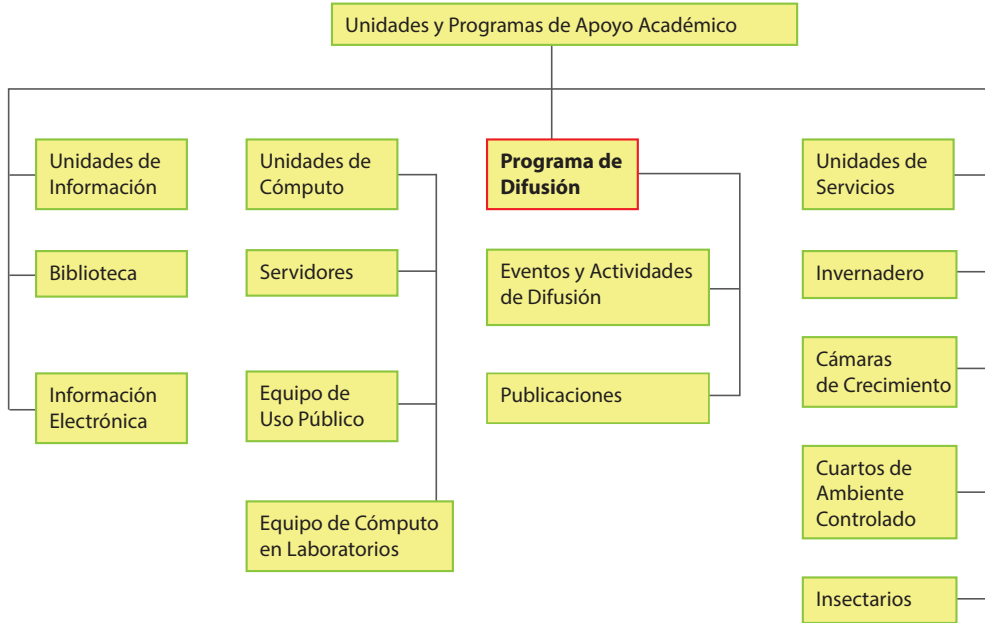 Unidades y Programas de Apoyo Académico
Unidades de
Información
Biblioteca
Información
Electrónica
Unidades de
Cómputo
Servidores
Equipo de
Uso Público
Equipo de Cómputo
en Laboratorios
Programa de
Difusión
Eventos y Actividades
de Difusión
Publicaciones
Unidades de
Servicios
Invernadero
Cámaras
de Crecimiento
Cuartos de
Ambiente
Controlado
Insectarios